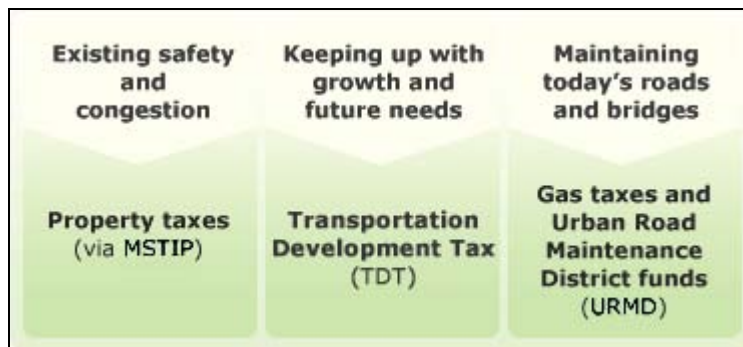 Existing safety
and
congestion
Property taxes
(via MSTIP)
Keeping up with
growth and
future needs
Transportation
Development Tax
(TDT)
Maintaining
today's roads
and bridges
Gas taxes and
Urban Road
Maintenance
District funds
(URMD)